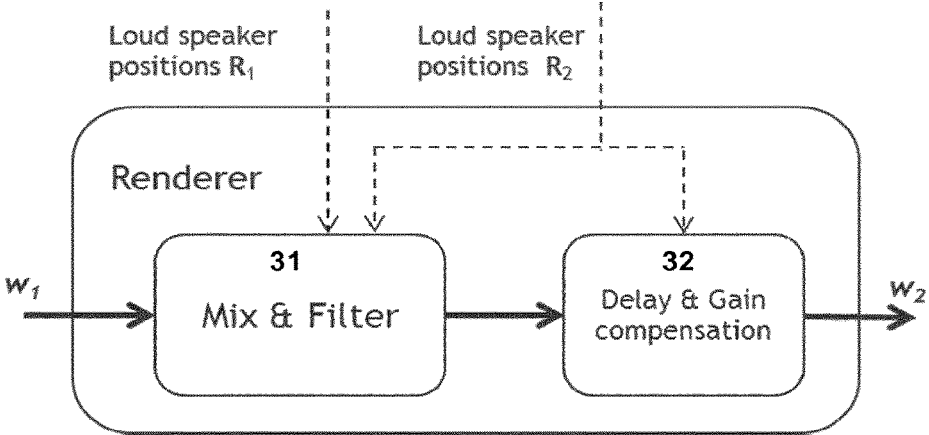 Loud speaker
positions R₁
Loud speaker
positions R₂
Renderer
31
Mix & Filter
32
Delay & Gain
compensation
w₁
w₂